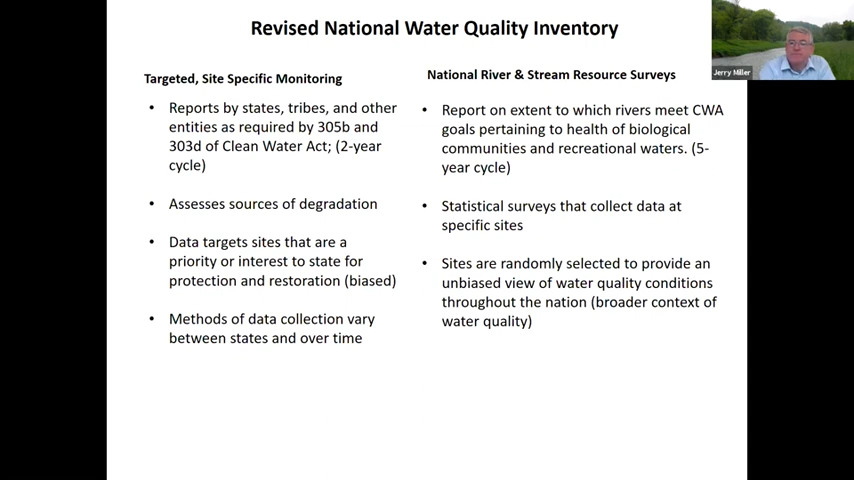 Revised National Water Quality Inventory
Jerry Miller
Targeted, Site Specific Monitoring
• Reports by states, tribes, and other
entities as required by 305b and
303d of Clean Water Act; (2-year
cycle)
• Assesses sources of degradation
• Data targets sites that are a
priority or interest to state for
protection and restoration (biased)
• Methods of data collection vary
between states and over time
National River & Stream Resource Surveys
• Report on extent to which rivers meet CWA
goals pertaining to health of biological
communities and recreational waters. (5-
year cycle)
• Statistical surveys that collect data at
specific sites
• Sites are randomly selected to provide an
unbiased view of water quality conditions
throughout the nation (broader context of
water quality)